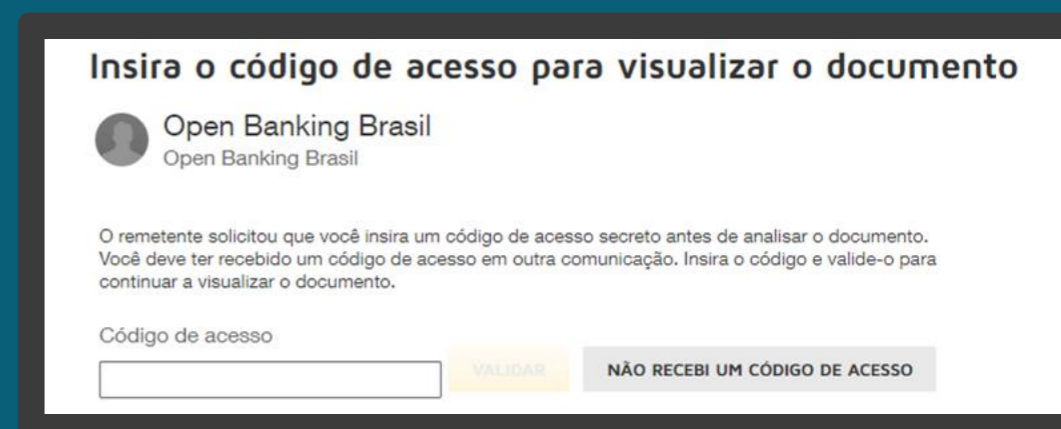 Insira o código de acesso para visualizar o documento
Open Banking Brasil
Open Banking Brasil
O remetente solicitou que você insira um código de acesso secreto antes de analisar o documento.
Você deve ter recebido um código de acesso em outra comunicação. Insira o código e valide-o para
continuar a visualizar o documento.
Código de acesso
VALIDAR
NÃO RECEBI UM CÓDIGO DE ACESSO